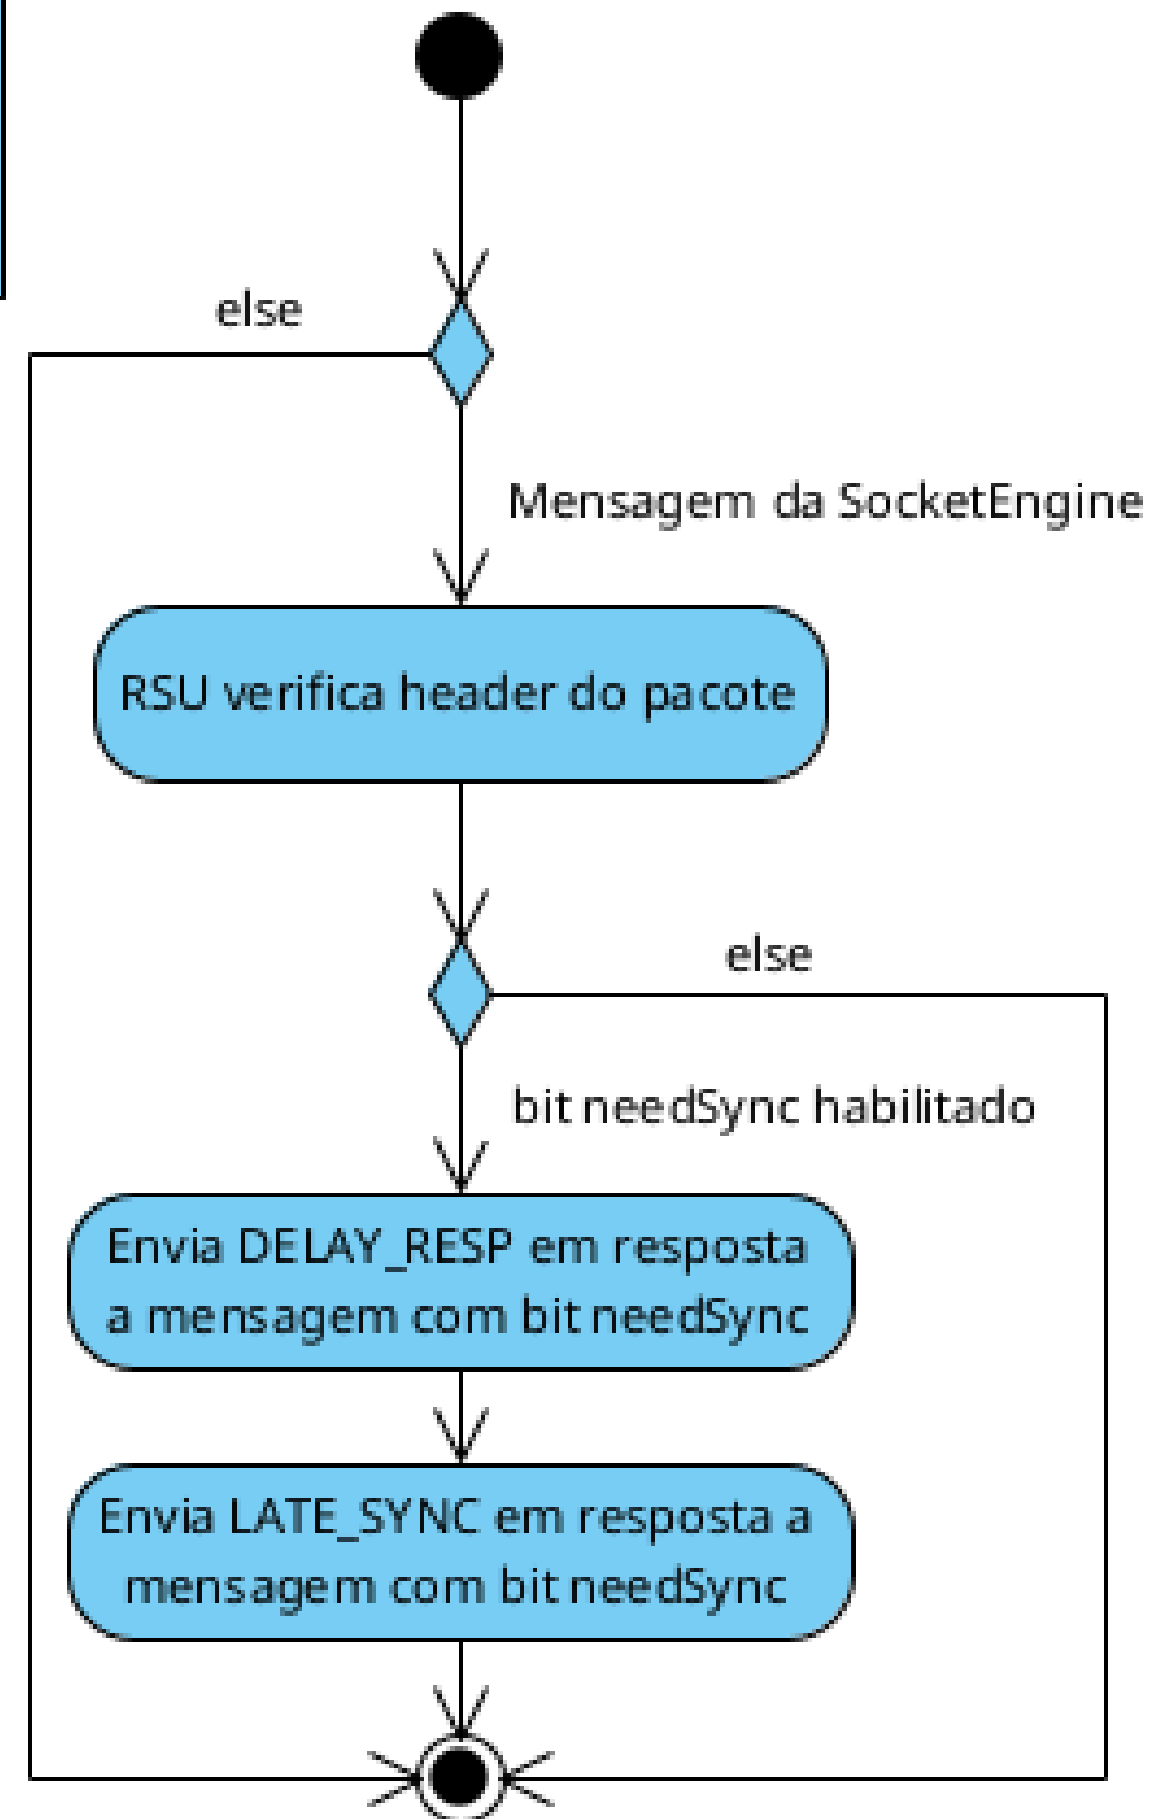 else
Mensagem da SocketEngine
RSU verifica header do pacote
else
bit needSync habilitado
Envia DELAY_RESP em resposta
a mensagem com bit needSync
Envia LATE_SYNC em resposta a
mensagem com bit needSync